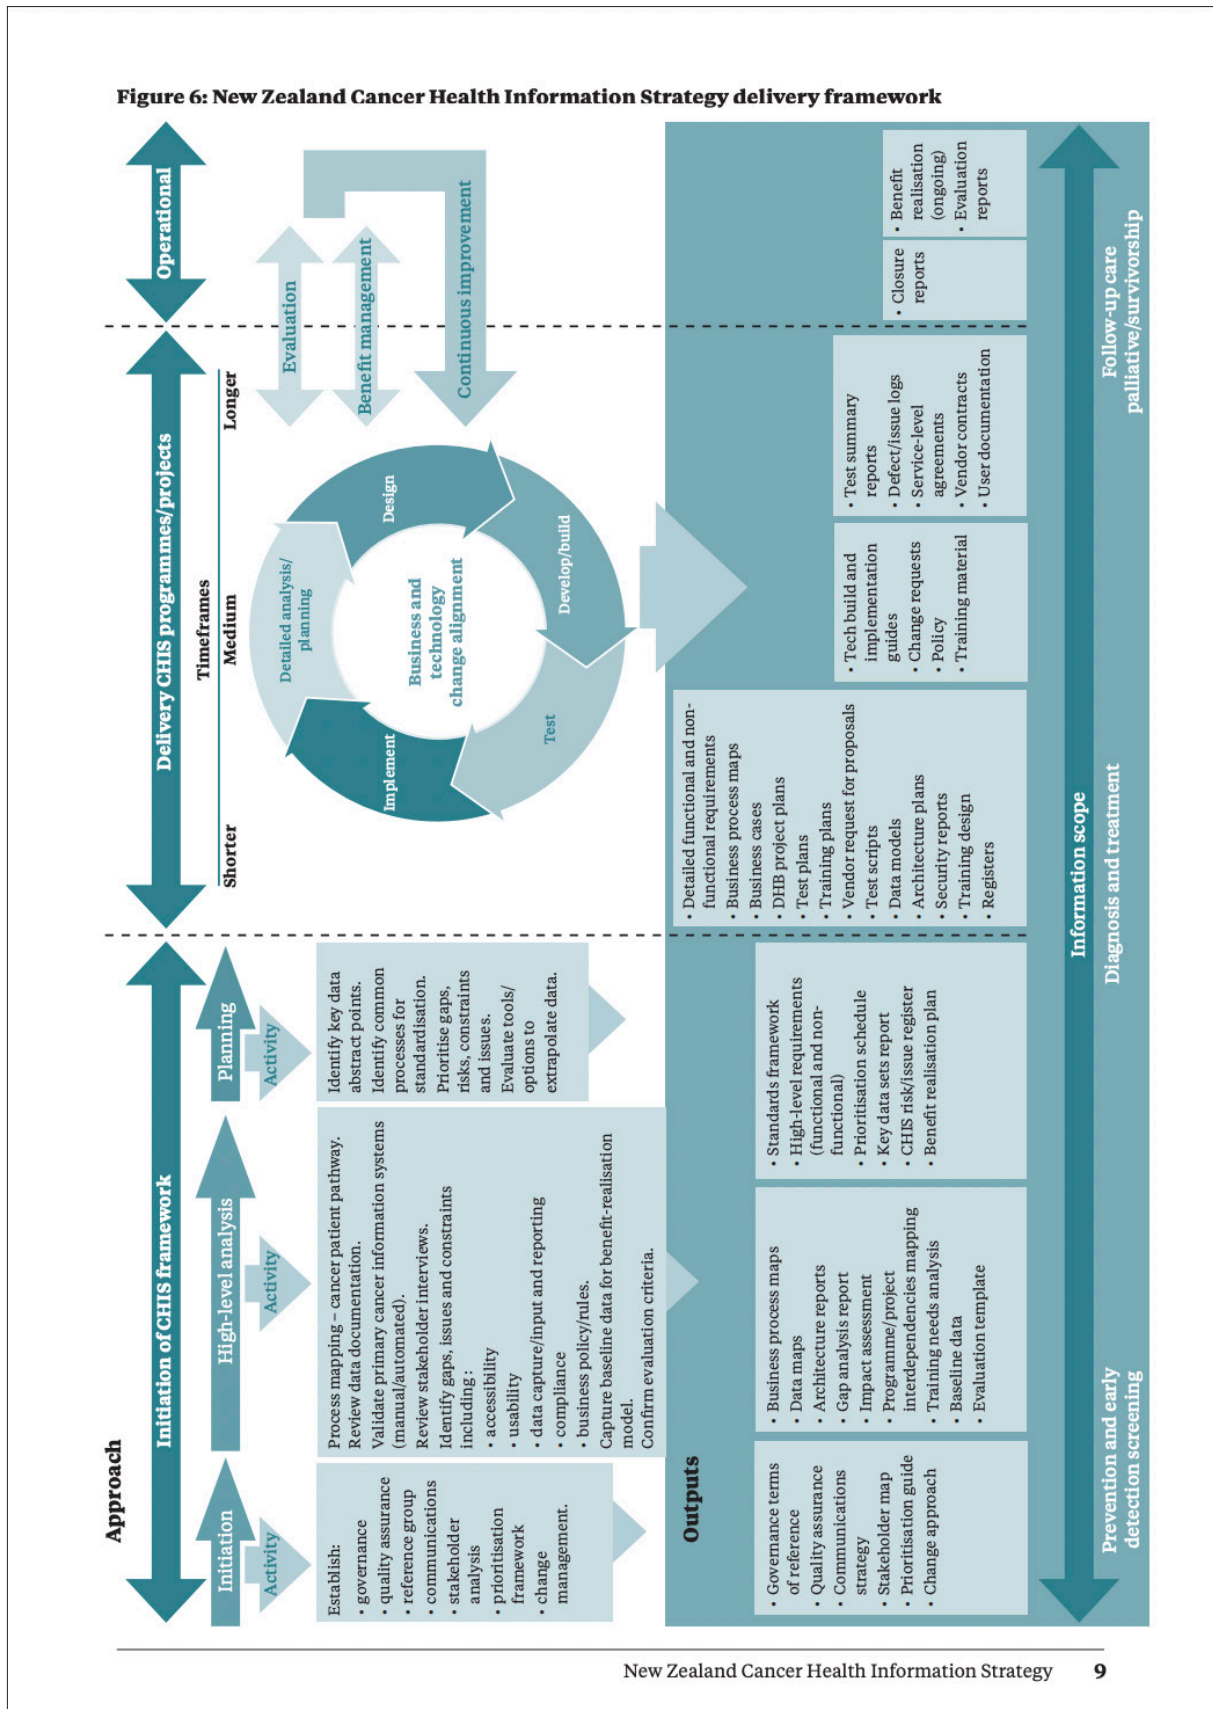 Figure 6: New Zealand Cancer Health Information Strategy delivery framework
Approach
Initiation of CHIS framework
Delivery CHIS programmes/projects
Operational
Initiation
High-level analysis
Planning
Timeframes
Shorter
Medium
Longer
Activity
Activity
Activity
Establish:
• governance
• quality assurance
• reference group
• communications
• stakeholder
analysis
• prioritisation
framework
• change
management.
Process mapping – cancer patient pathway.
Review data documentation.
Validate primary cancer information systems
(manual/automated).
Review stakeholder interviews.
Identify gaps, issues and constraints
including:
• accessibility
• usability
• data capture/input and reporting
• compliance
• business policy/rules.
Capture baseline data for benefit-realisation
model.
Confirm evaluation criteria.
Identify key data
abstract points.
Identify common
processes for
standardisation.
Prioritise gaps,
risks, constraints
and issues.
Evaluate tools/
options to
extrapolate data.
Detailed analysis/
planning
Design
Develop/build
Test
Implement
Business and
technology
change alignment
Evaluation
Benefit management
Continuous improvement
Outputs
• Governance terms
of reference
• Quality assurance
• Communications
strategy
• Stakeholder map
• Prioritisation guide
• Change approach
• Business process maps
• Data maps
• Architecture reports
• Gap analysis report
• Impact assessment
• Programme/project
interdependencies mapping
• Training needs analysis
• Baseline data
• Evaluation template
• Standards framework
• High-level requirements
(functional and non-
functional)
• Prioritisation schedule
• Key data sets report
• CHIS risk/issue register
• Benefit realisation plan
• Detailed functional and non-
functional requirements
• Business process maps
• Business cases
• DHB project plans
• Test plans
• Training plans
• Vendor request for proposals
• Test scripts
• Data models
• Architecture plans
• Security reports
• Training design
• Registers
• Tech build and
implementation
guides
• Change requests
• Policy
• Training material
• Test summary
reports
• Defect/issue logs
• Service-level
agreements
• Vendor contracts
• User documentation
• Closure
reports
• Benefit
realisation
(ongoing)
• Evaluation
reports
Information scope
Prevention and early
detection screening
Diagnosis and treatment
Follow-up care
palliative/survivorship
New Zealand Cancer Health Information Strategy 9